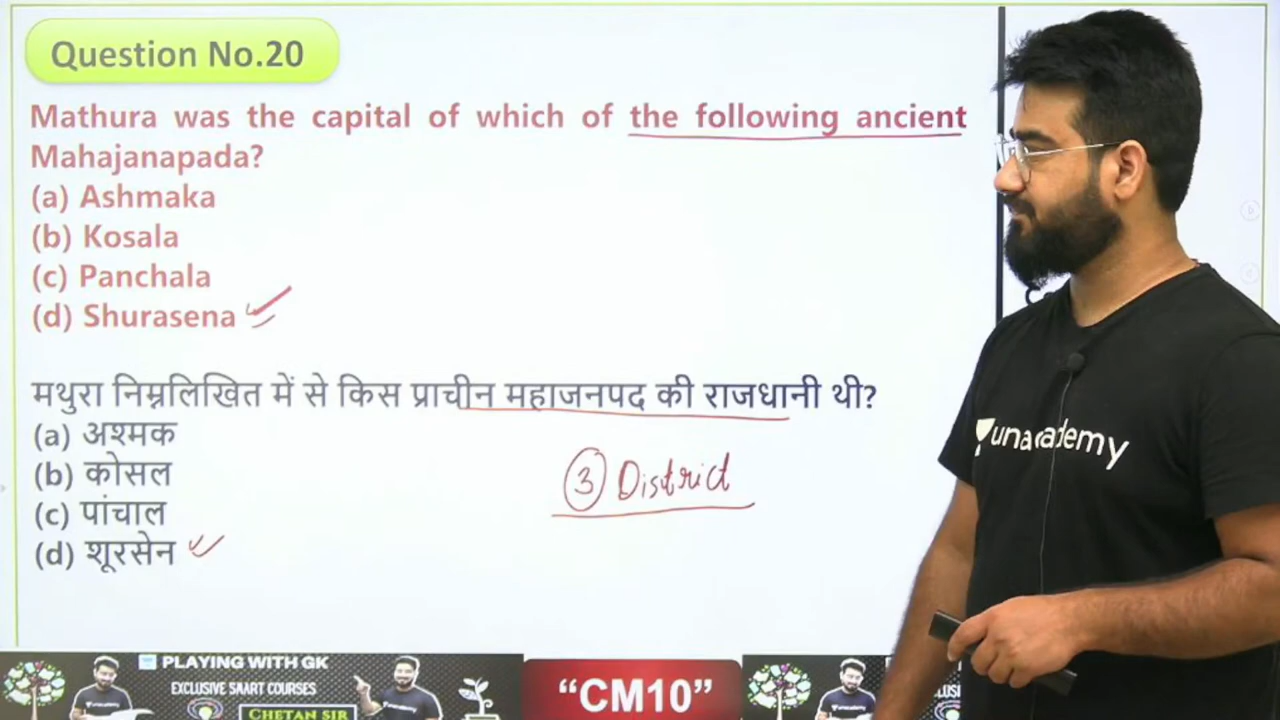 Question No.20
Mathura was the capital of which of the following ancient
Mahajanapada?
(a) Ashmaka
(b) Kosala
(c) Panchala
(d) Shurasena
मथुरा निम्नलिखित में से किस प्राचीन महाजनपद की राजधानी थी?
(a) अश्मक
(b) कोसल
(c) पांचाल
(d) शूरसेन
③ District
unacademy
PLAYING WITH GK
EXCLUSIVE SAART COURSES
CHETAN SIR
unacademy
“CM10”